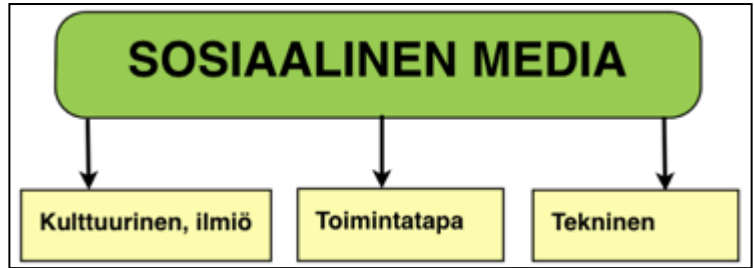 SOSIAALINEN MEDIA
Kulttuurinen, ilmiö
Toimintatapa
Tekninen